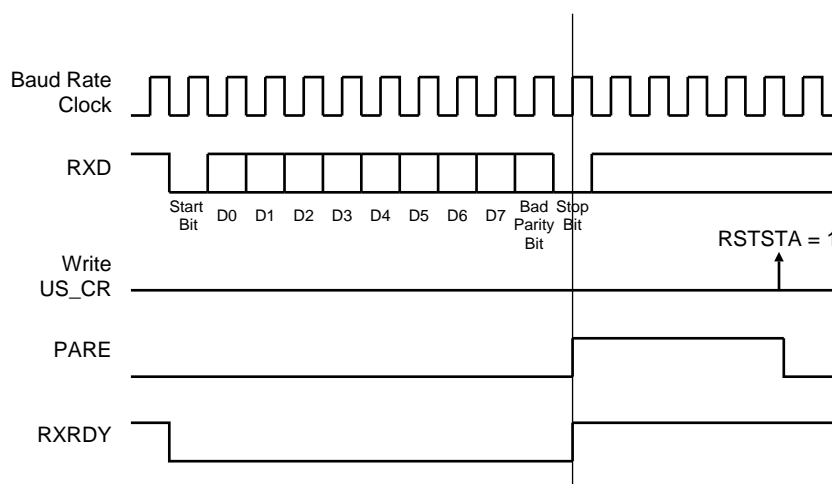 Baud Rate
Clock
RXD
Start
Bit
D0 D1 D2 D3 D4 D5 D6 D7
Bad
Parity
Bit
Stop
Bit
RSTSTA = 1
Write
US_CR
PARE
RXRDY